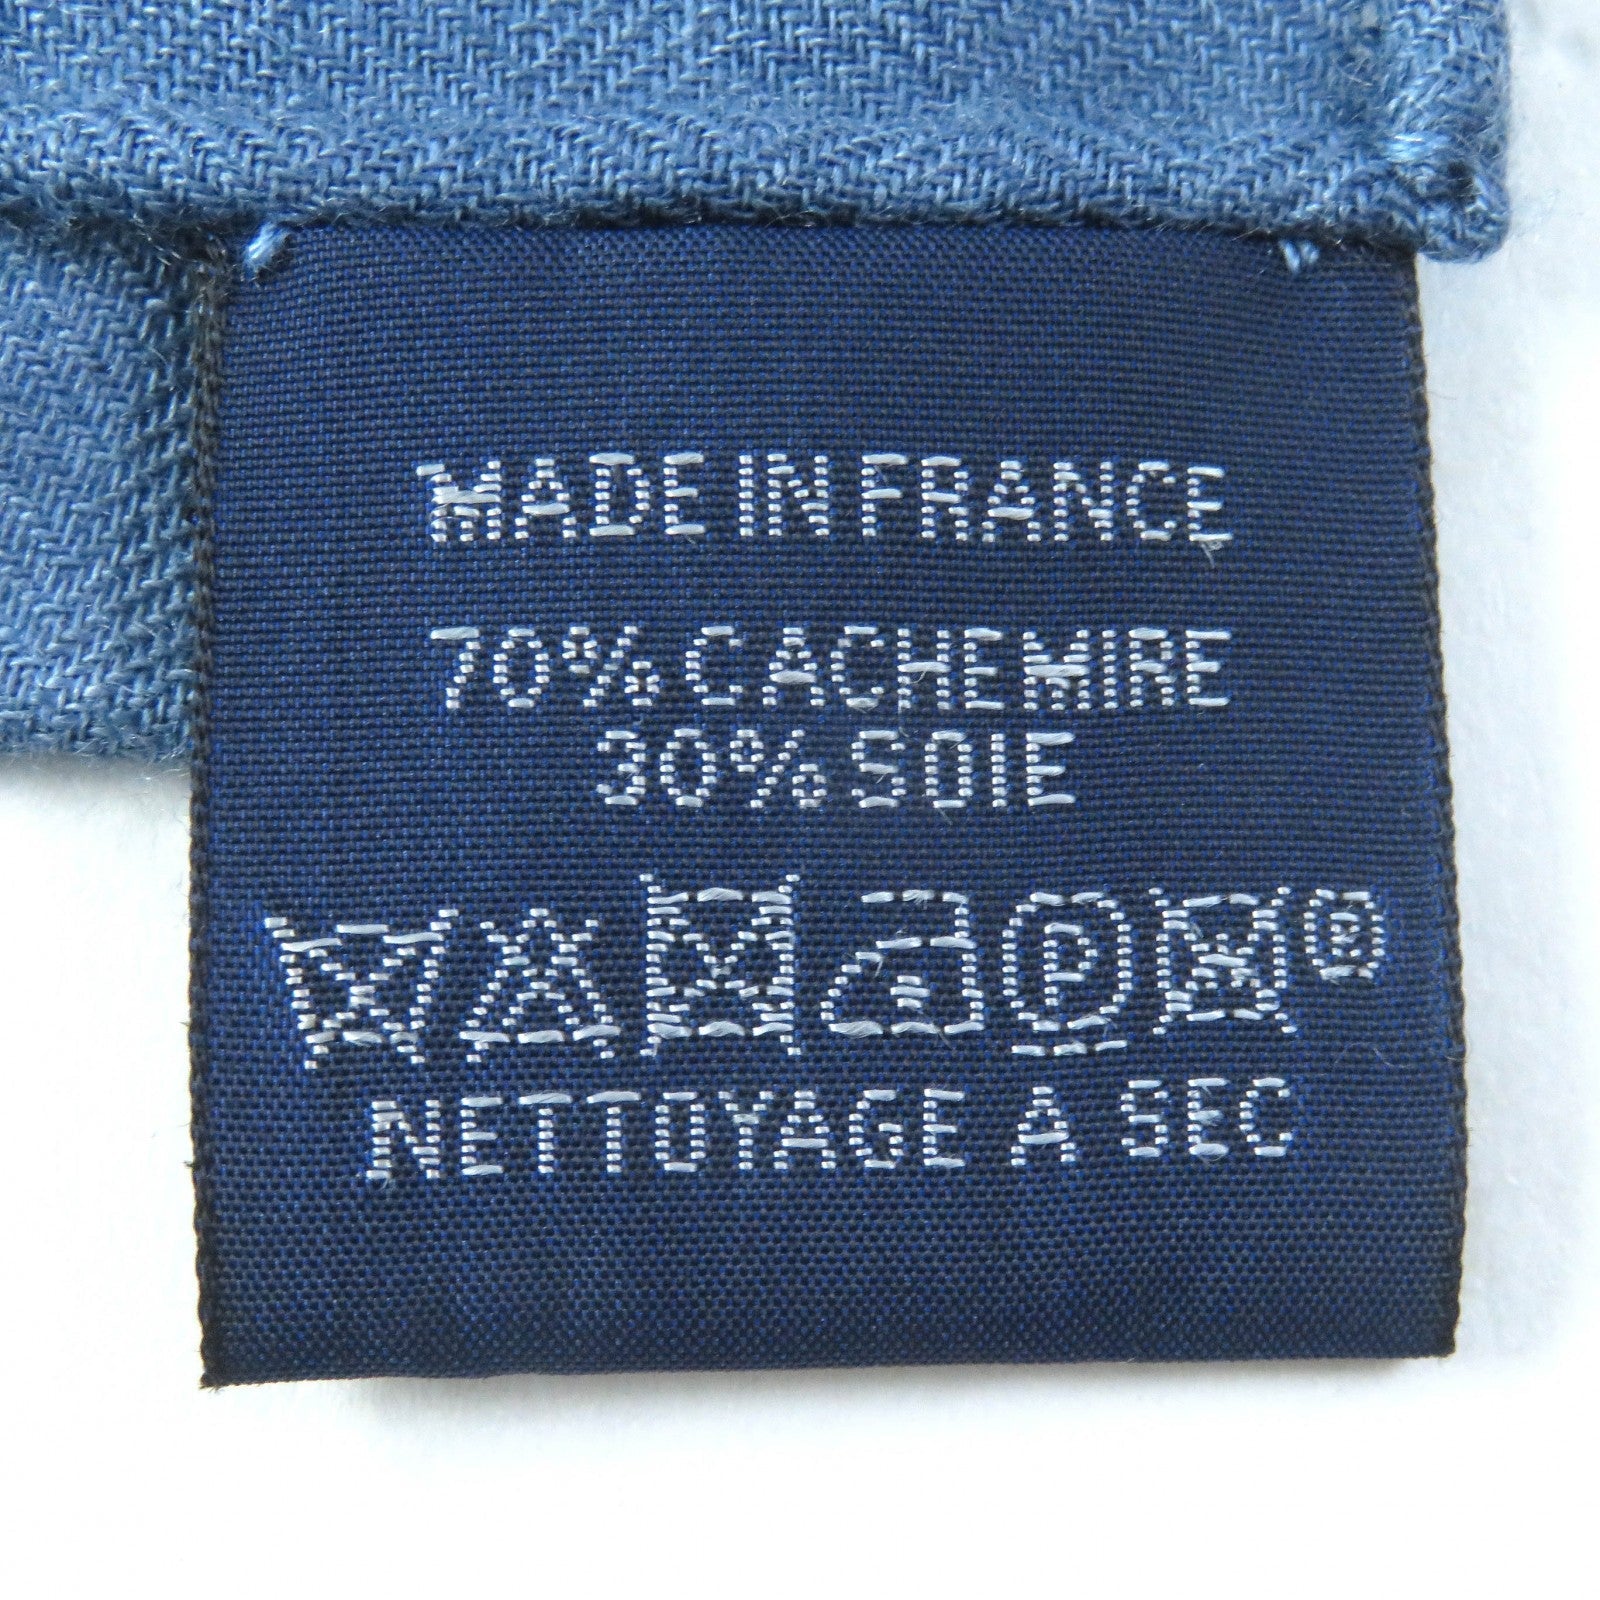 MADE IN FRANCE
70% CACHEMIRE
30% SOIE
P ®
NETTOYAGE A SEC